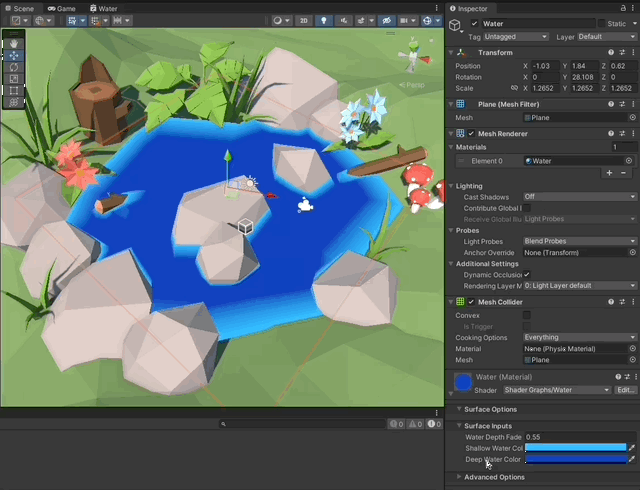 Scene Game Water
2D
Persp
0 0 0
Inspector
Water Static
Tag Untagged Layer Default
Transform
Position X -1.03 Y 1.84 Z 0.62
Rotation X 0 Y 28.108 Z 0
Scale X 1.2652 Y 1.2652 Z 1.2652
Plane (Mesh Filter)
Mesh Plane
Mesh Renderer
Materials 1
Element 0 Water
+ −
Lighting
Cast Shadows Off
Contribute Global I
Receive Global Illu Light Probes
Probes
Light Probes Blend Probes
Anchor Override None (Transform)
Additional Settings
Dynamic Occlusion
Rendering Layer M 0: Light Layer default
Mesh Collider
Convex
Is Trigger
Cooking Options Everything
Material None (Physic Material)
Mesh Plane
Water (Material)
Shader Shader Graphs/Water Edit...
Surface Options
Surface Inputs
Water Depth Fade 0.55
Shallow Water Col
Deep Water Color
Advanced Options